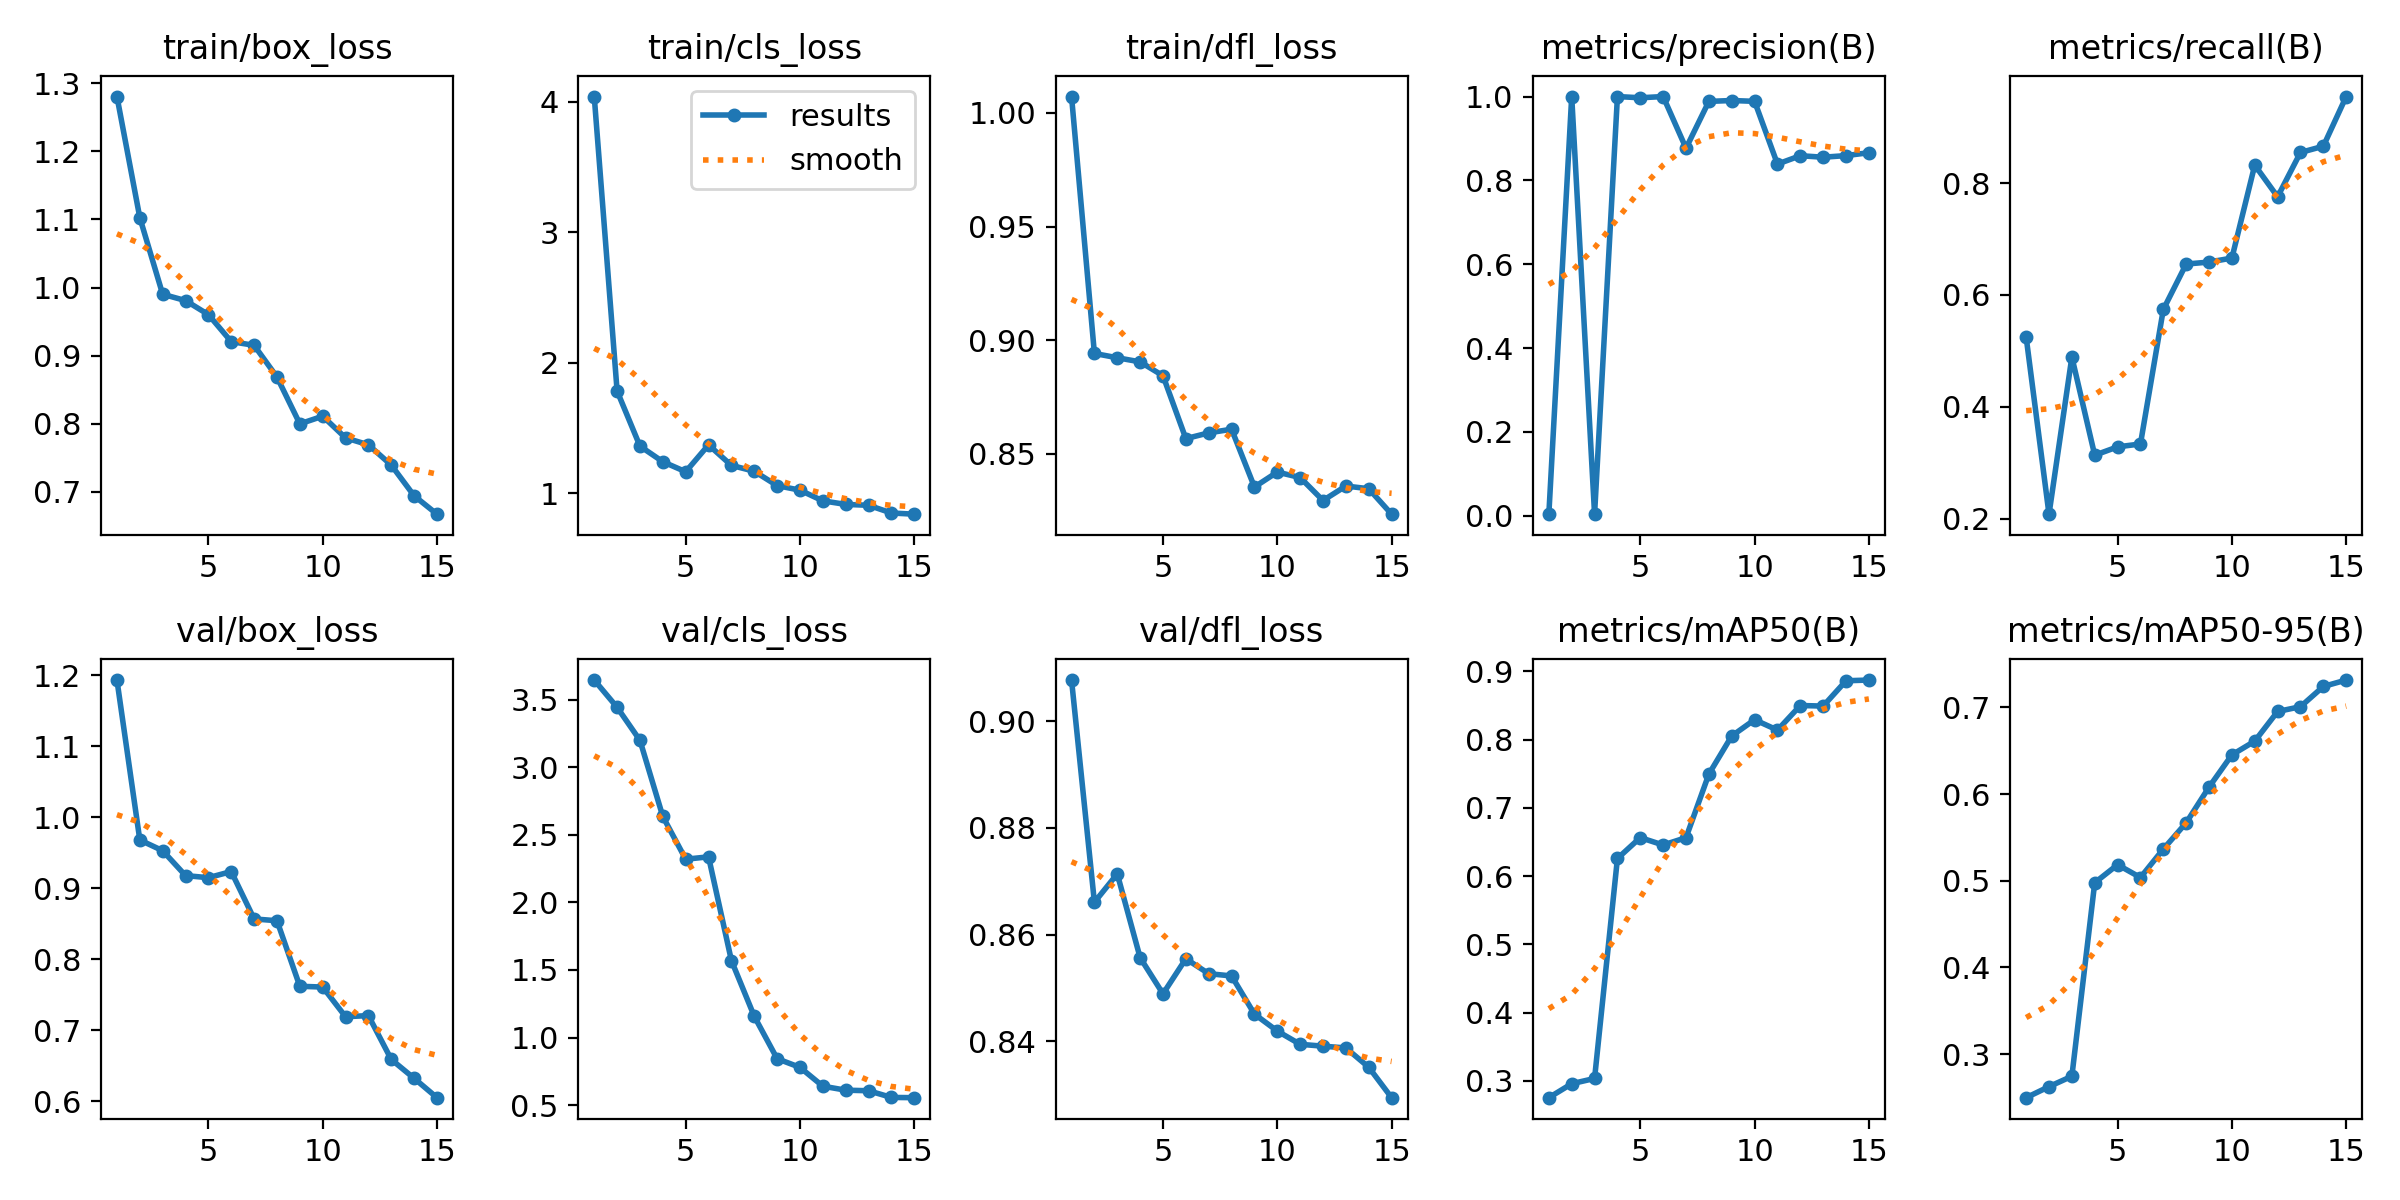 train/box_loss
1.3
1.2
1.1
1.0
0.9
0.8
0.7
5 10 15
train/cls_loss
results
smooth
4
3
2
1
5 10 15
train/dfl_loss
1.00
0.95
0.90
0.85
5 10 15
metrics/precision(B)
1.0
0.8
0.6
0.4
0.2
0.0
5 10 15
metrics/recall(B)
0.8
0.6
0.4
0.2
5 10 15
val/box_loss
1.2
1.1
1.0
0.9
0.8
0.7
0.6
5 10 15
val/cls_loss
3.5
3.0
2.5
2.0
1.5
1.0
0.5
5 10 15
val/dfl_loss
0.90
0.88
0.86
0.84
5 10 15
metrics/mAP50(B)
0.9
0.8
0.7
0.6
0.5
0.4
0.3
5 10 15
metrics/mAP50-95(B)
0.7
0.6
0.5
0.4
0.3
5 10 15